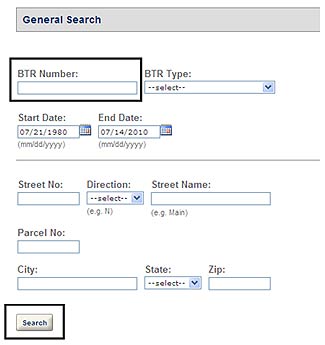 General Search
BTR Number: BTR Type:
--select--
Start Date: End Date:
07/21/1980 07/14/2010
(mm/dd/yyyy) (mm/dd/yyyy)
Street No: Direction: Street Name:
--select--
(e.g. N) (e.g. Main)
Parcel No:
City: State: Zip:
--select--
Search